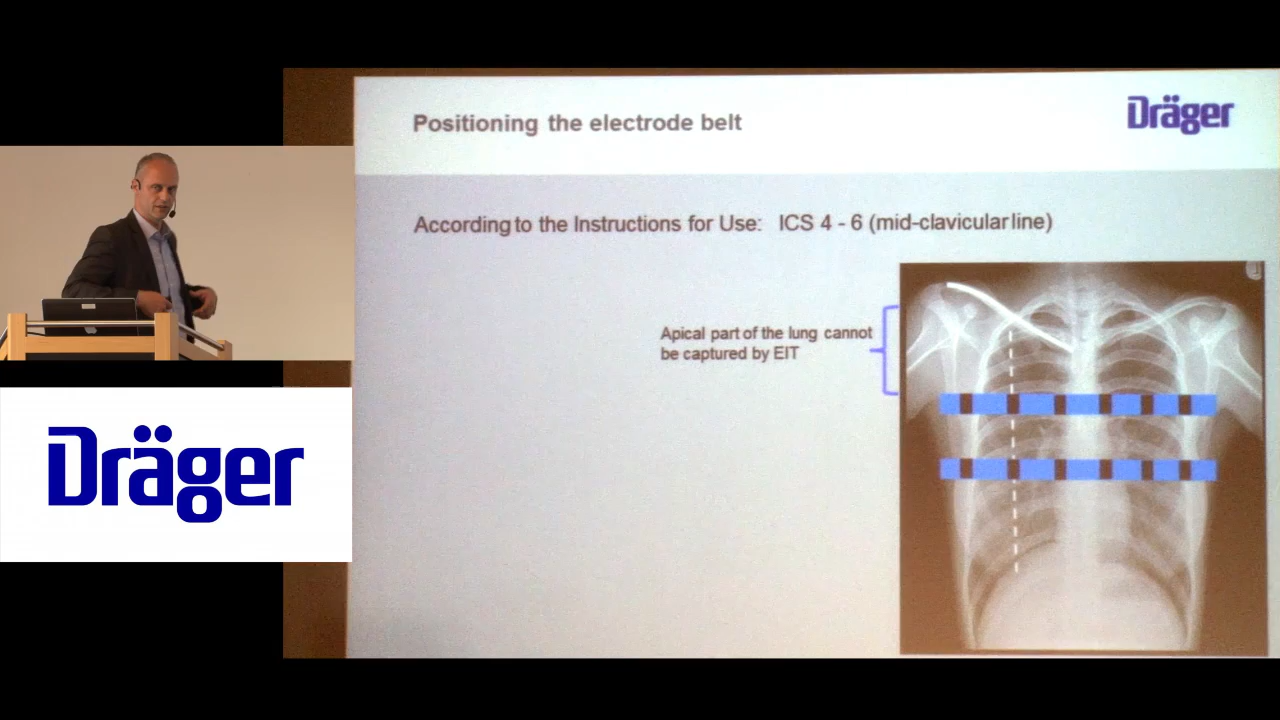 Positioning the electrode belt
Dräger
According to the Instructions for Use: ICS 4 - 6 (mid-clavicular line)
Apical part of the lung cannot
be captured by EIT
Dräger